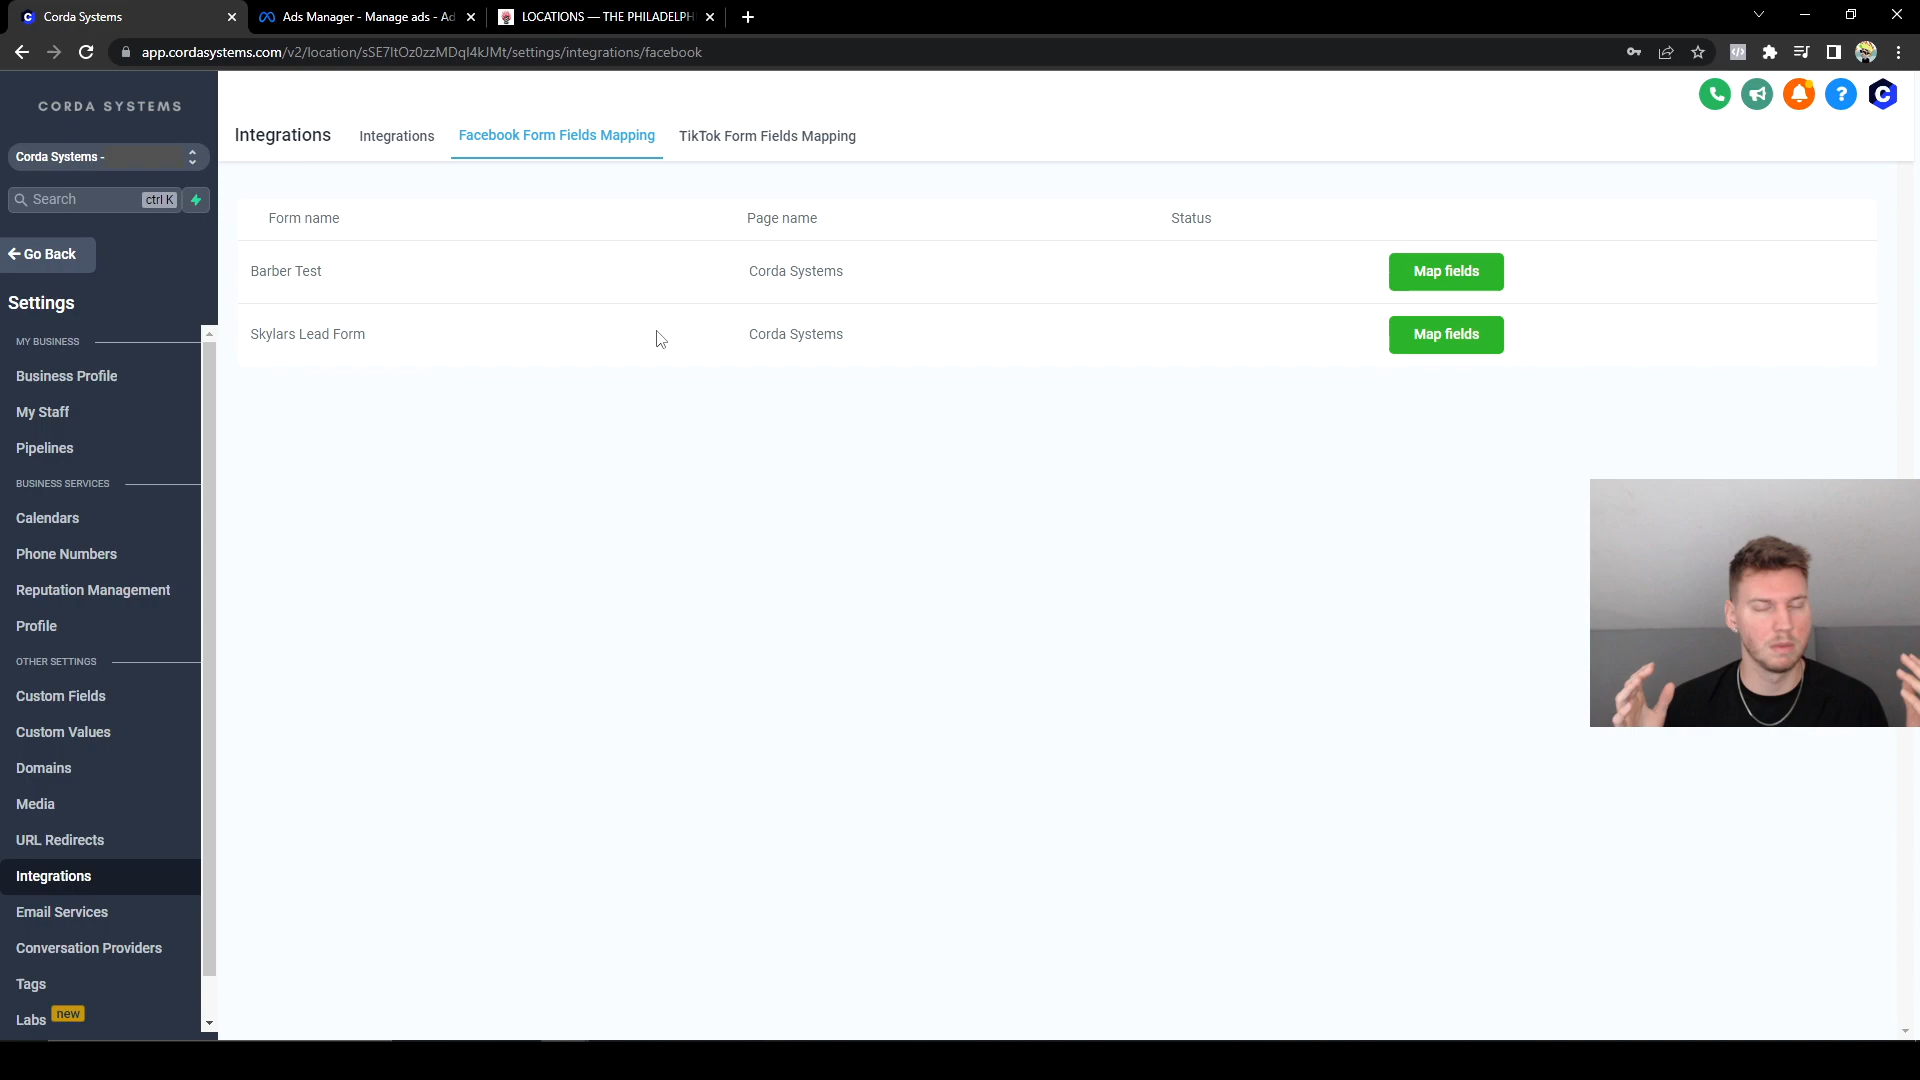 Corda Systems
Ads Manager - Manage ads - Ad
LOCATIONS — THE PHILADELPH
app.cordasystems.com/v2/location/sSE7ltOz0zzMDql4kJMt/settings/integrations/facebook
CORDA SYSTEMS
Corda Systems -
Search
ctrl K
Go Back
Settings
MY BUSINESS
Business Profile
My Staff
Pipelines
BUSINESS SERVICES
Calendars
Phone Numbers
Reputation Management
Profile
OTHER SETTINGS
Custom Fields
Custom Values
Domains
Media
URL Redirects
Integrations
Email Services
Conversation Providers
Tags
Labs new
Integrations
Integrations
Facebook Form Fields Mapping
TikTok Form Fields Mapping
Form name Page name Status
Barber Test Corda Systems Map fields
Skylars Lead Form Corda Systems Map fields